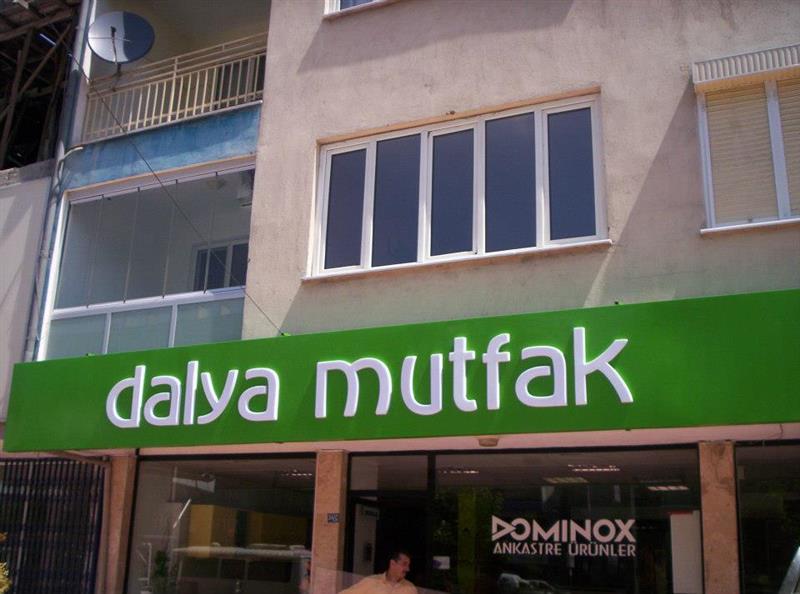 dalya mutfak
DOMINOX
ANKASTRE ÜRÜNLER